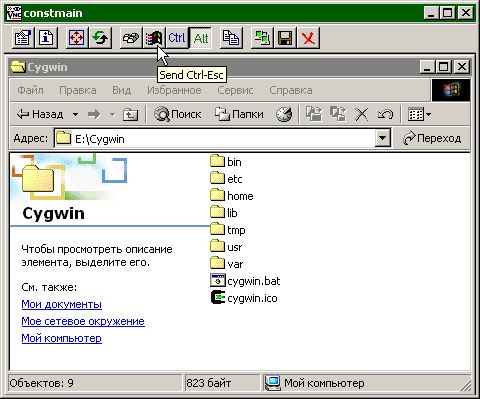 constmain
Ctrl Alt
Send Ctrl-Esc
Cygwin
Файл Правка Вид Избранное Сервис Справка
Назад Поиск Папки
Адрес: E:\Cygwin Переход
Cygwin
Чтобы просмотреть описание
элемента, выделите его.
См. также:
Мои документы
Мое сетевое окружение
Мой компьютер
bin
etc
home
lib
tmp
usr
var
cygwin.bat
cygwin.ico
Объектов: 9 823 байт Мой компьютер